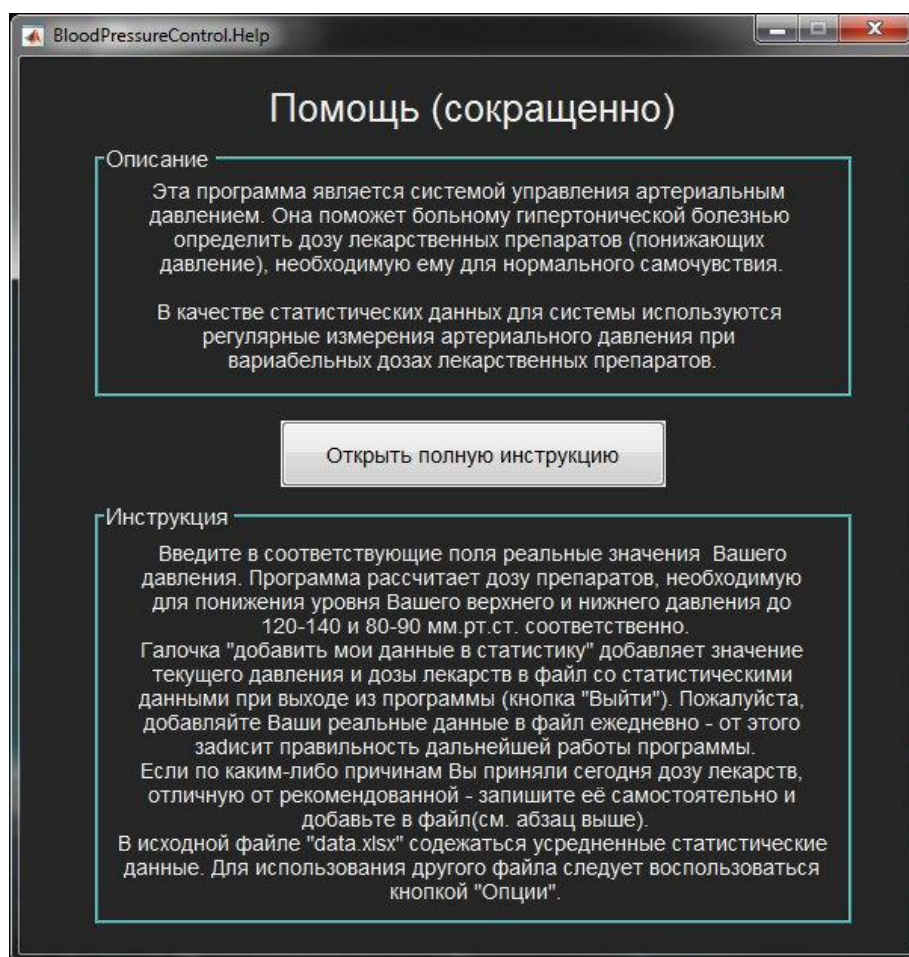 BloodPressureControl.Help
Помощь (сокращенно)
Описание
Эта программа является системой управления артериальным
давлением. Она поможет больному гипертонической болезнью
определить дозу лекарственных препаратов (понижающих
давление), необходимую ему для нормального самочувствия.
В качестве статистических данных для системы используются
регулярные измерения артериального давления при
вариабельных дозах лекарственных препаратов.
Открыть полную инструкцию
Инструкция
Введите в соответствующие поля реальные значения  Вашего
давления. Программа рассчитает дозу препаратов, необходимую
для понижения уровня Вашего верхнего и нижнего давления до
120-140 и 80-90 мм.рт.ст. соответственно.
Галочка "добавить мои данные в статистику" добавляет значение
текущего давления и дозы лекарств в файл со статистическими
данными при выходе из программы (кнопка "Выйти"). Пожалуйста,
добавляйте Ваши реальные данные в файл ежедневно - от этого
заdисит правильность дальнейшей работы программы.
Если по каким-либо причинам Вы приняли сегодня дозу лекарств,
отличную от рекомендованной - запишите её самостоятельно и
добавьте в файл(см. абзац выше).
В исходной файле "data.xlsx" содежаться усредненные статистические
данные. Для использования другого файла следует воспользоваться
кнопкой "Опции".